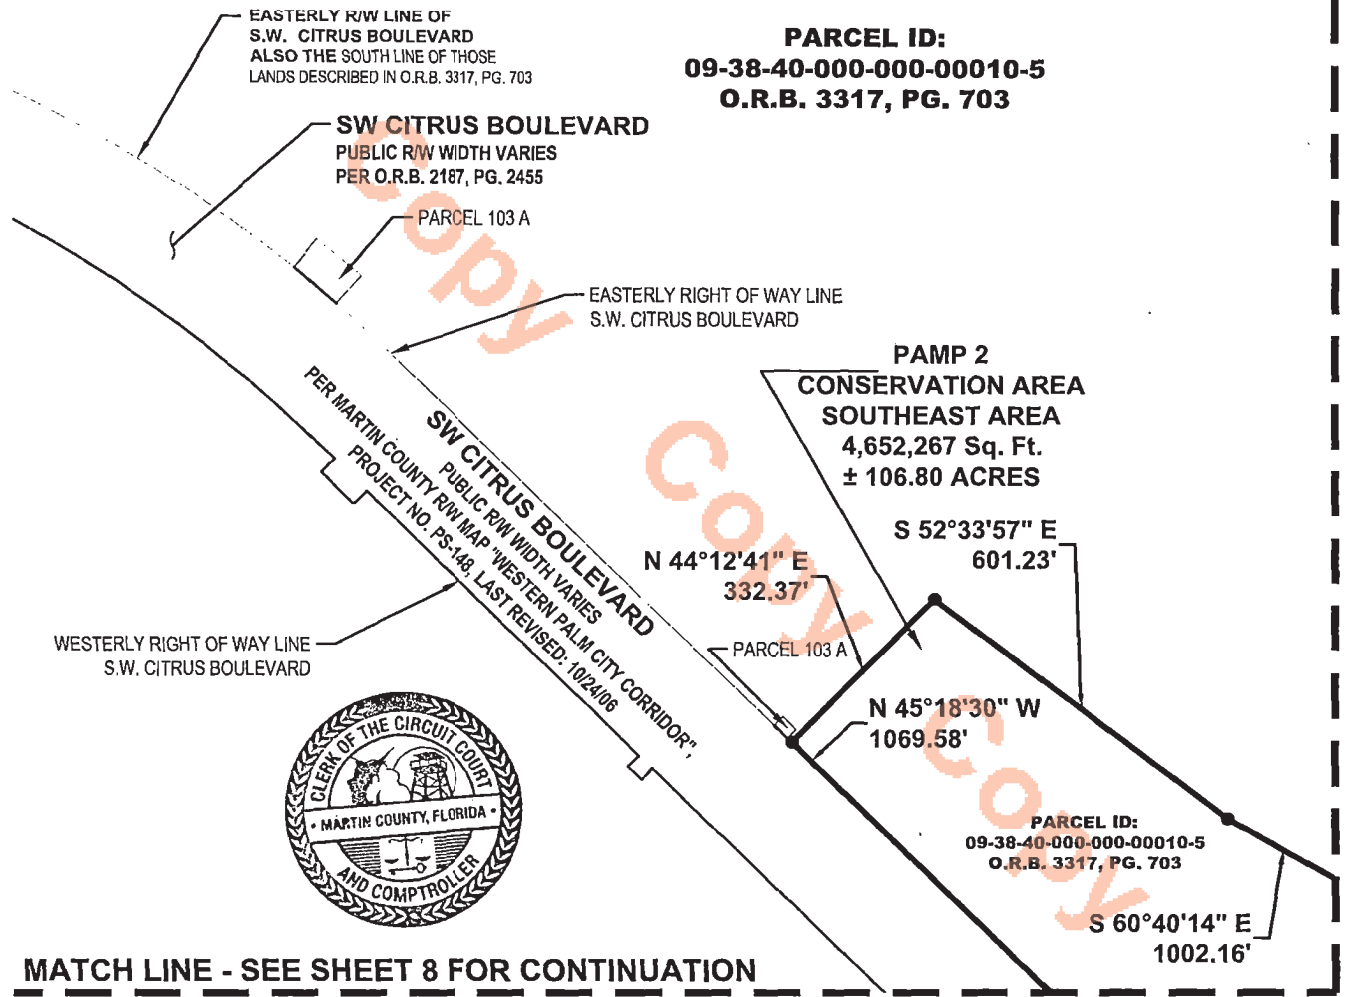 EASTERLY R/W LINE OF
S.W. CITRUS BOULEVARD
ALSO THE SOUTH LINE OF THOSE
LANDS DESCRIBED IN O.R.B. 3317, PG. 703
PARCEL ID:
09-38-40-000-000-00010-5
O.R.B. 3317, PG. 703
SW CITRUS BOULEVARD
PUBLIC R/W WIDTH VARIES
PER O.R.B. 2187, PG. 2455
PARCEL 103 A
EASTERLY RIGHT OF WAY LINE
S.W. CITRUS BOULEVARD
PAMP 2
CONSERVATION AREA
SOUTHEAST AREA
4,652,267 Sq. Ft.
± 106.80 ACRES
SW CITRUS BOULEVARD
PUBLIC R/W WIDTH VARIES
PER MARTIN COUNTY R/W MAP "WESTERN PALM CITY CORRIDOR",
PROJECT NO. PS-148, LAST REVISED: 10/24/06
S 52°33'57" E
601.23'
N 44°12'41" E
332.37'
WESTERLY RIGHT OF WAY LINE
S.W. CITRUS BOULEVARD
PARCEL 103 A
N 45°18'30" W
1069.58'
CLERK OF THE CIRCUIT COURT
• MARTIN COUNTY, FLORIDA •
AND COMPTROLLER
PARCEL ID:
09-38-40-000-000-00010-5
O.R.B. 3317, PG. 703
S 60°40'14" E
1002.16'
MATCH LINE - SEE SHEET 8 FOR CONTINUATION
Copy
Copy
Copy